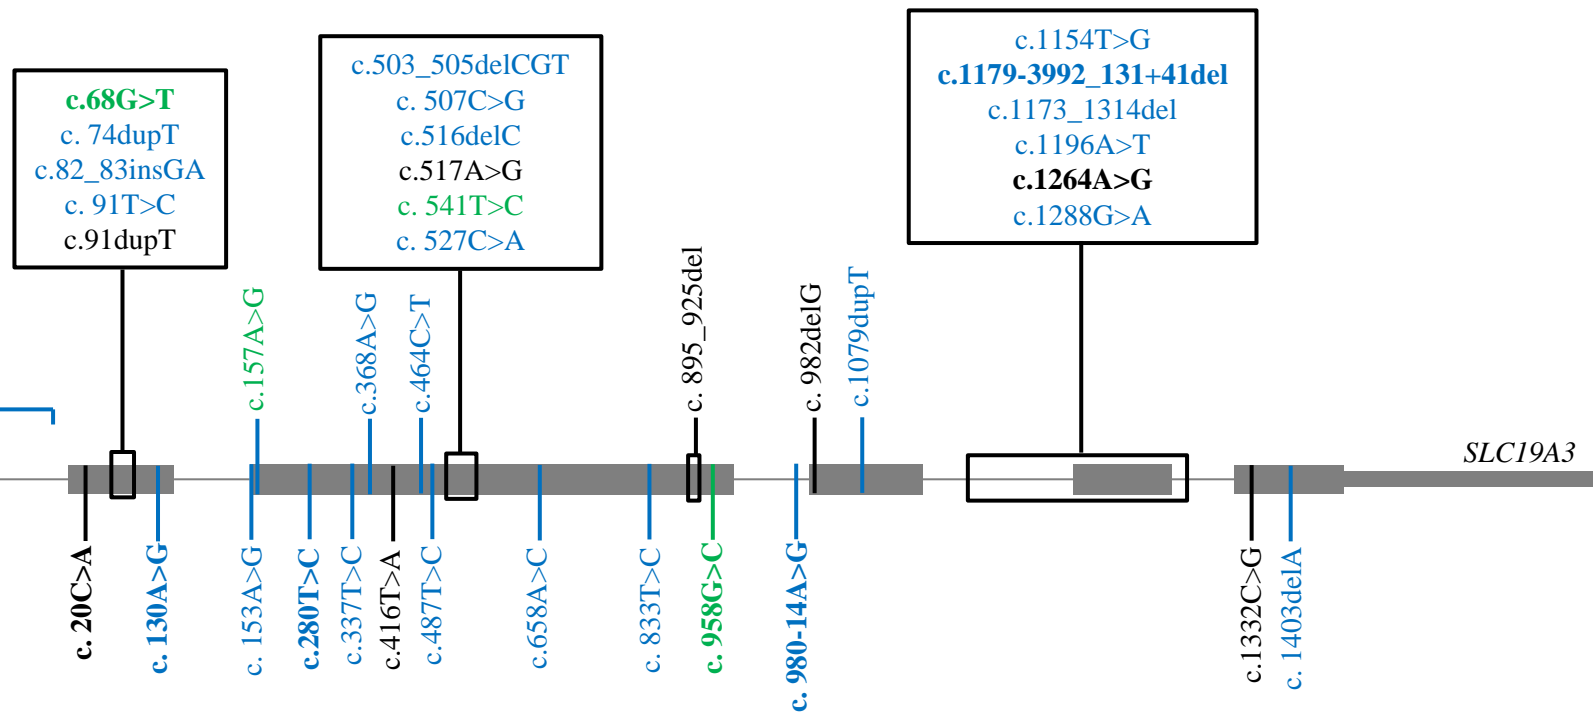 c.68G>T
c. 74dupT
c.82_83insGA
c. 91T>C
c.91dupT
c.503_505delCGT
c. 507C>G
c.516delC
c.517A>G
c. 541T>C
c. 527C>A
c.1154T>G
c.1179-3992_131+41del
c.1173_1314del
c.1196A>T
c.1264A>G
c.1288G>A
c.157A>G
c.368A>G
c.464C>T
c. 895_925del
c. 982delG
c.1079dupT
SLC19A3
c. 20C>A
c. 130A>G
c. 153A>G
c.280T>C
c.337T>C
c.416T>A
c.487T>C
c.658A>C
c. 833T>C
c. 958G>C
c. 980-14A>G
c.1332C>G
c. 1403delA